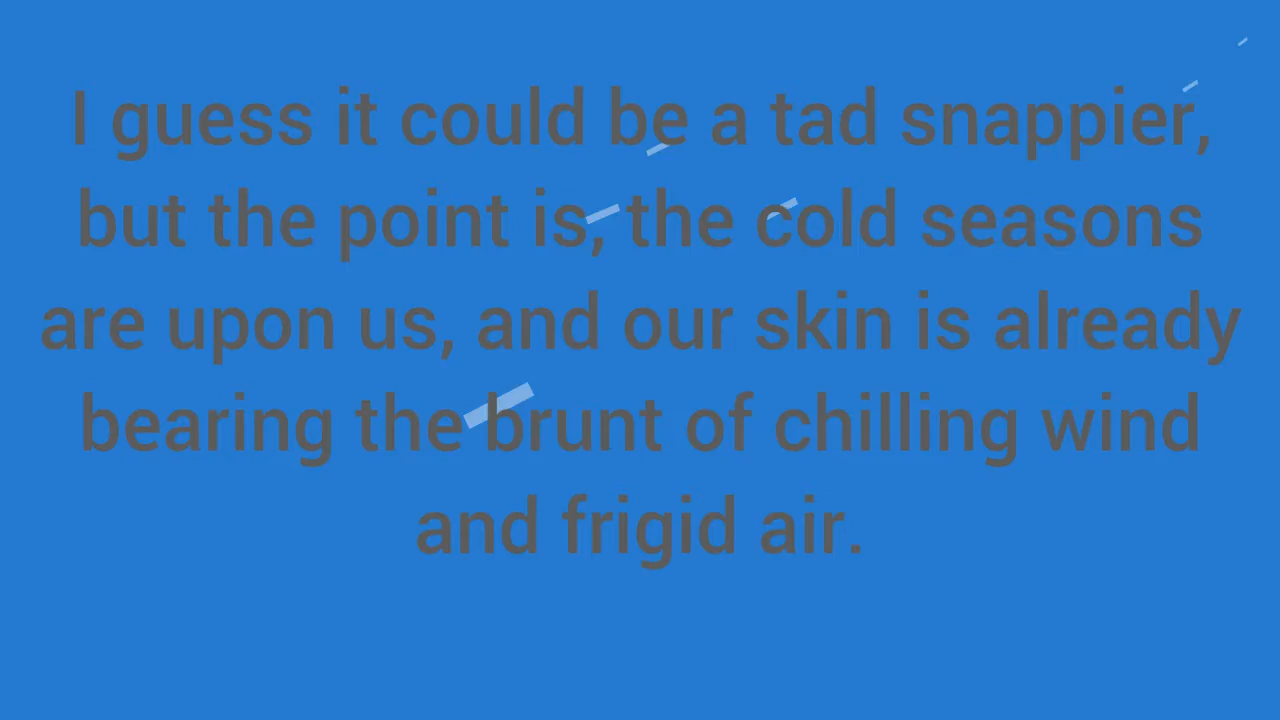 I guess it could be a tad snappier,
but the point is, the cold seasons
are upon us, and our skin is already
bearing the brunt of chilling wind
and frigid air.